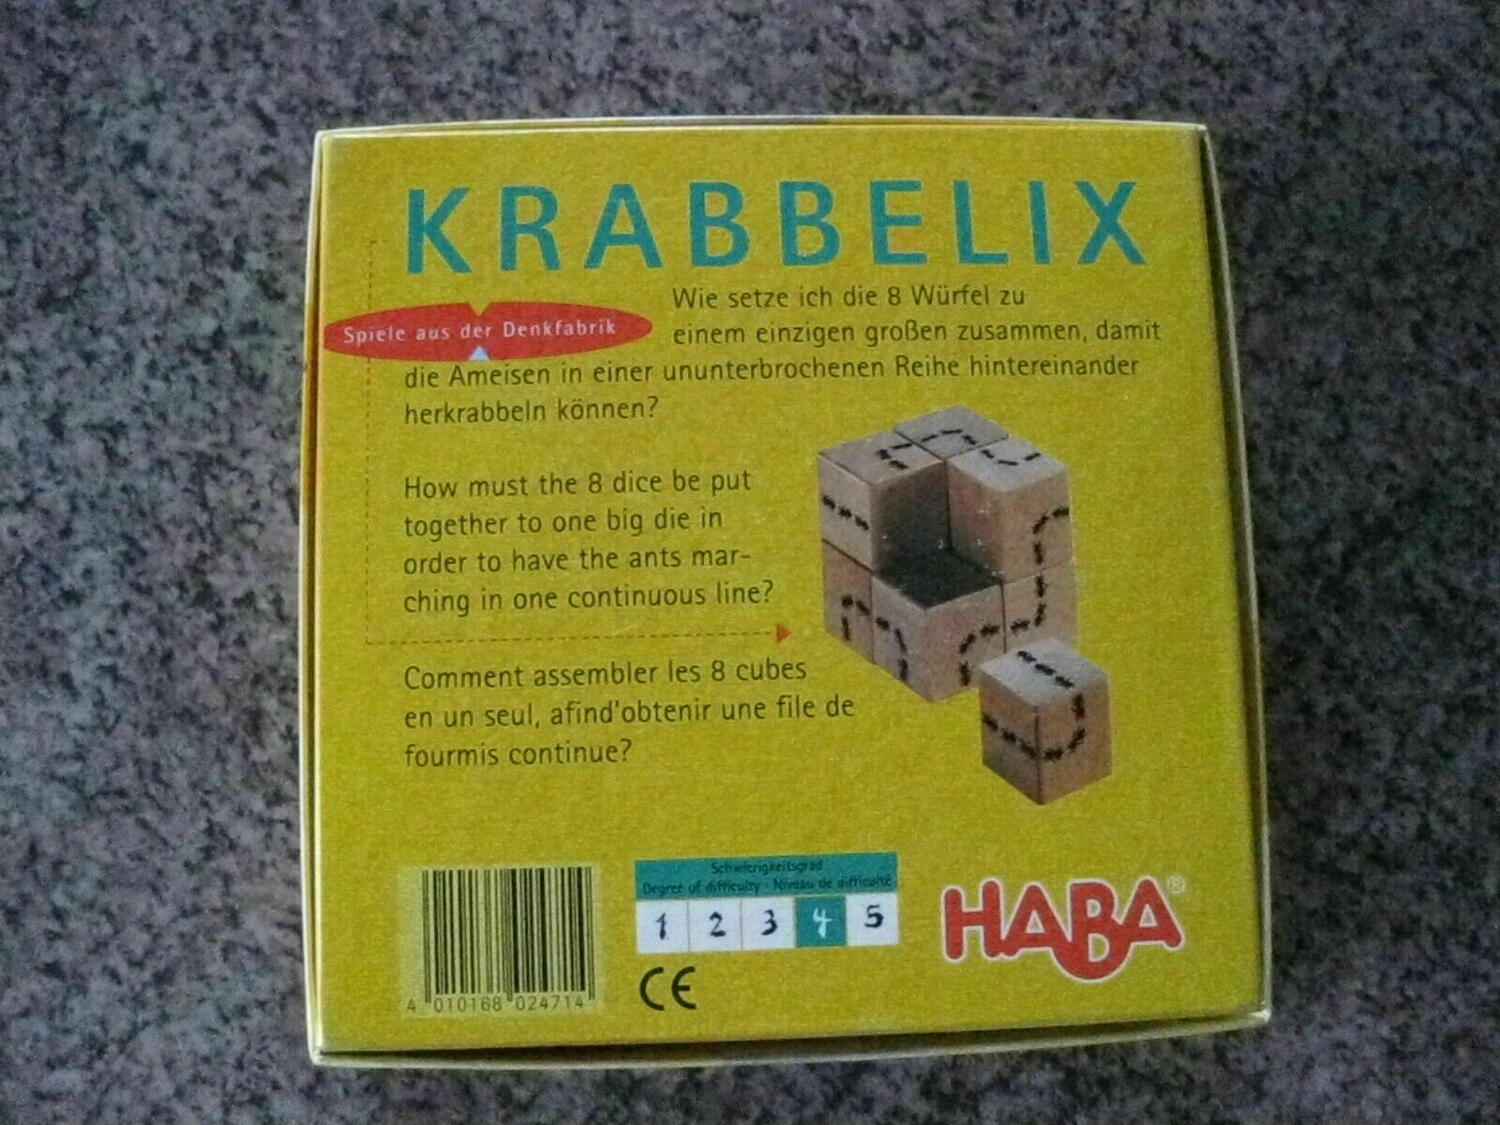 KRABBELIX
Spiele aus der Denkfabrik
Wie setze ich die 8 Würfel zu
einem einzigen großen zusammen, damit
die Ameisen in einer ununterbrochenen Reihe hintereinander
herkrabbeln können?
How must the 8 dice be put
together to one big die in
order to have the ants mar-
ching in one continuous line?
Comment assembler les 8 cubes
en un seul, afind'obtenir une file de
fourmis continue?
Schwierigkeitsgrad
Degree of difficulty · Niveau de difficulté
1 2 3 4 5
HABA®
CE
4 010168 024714